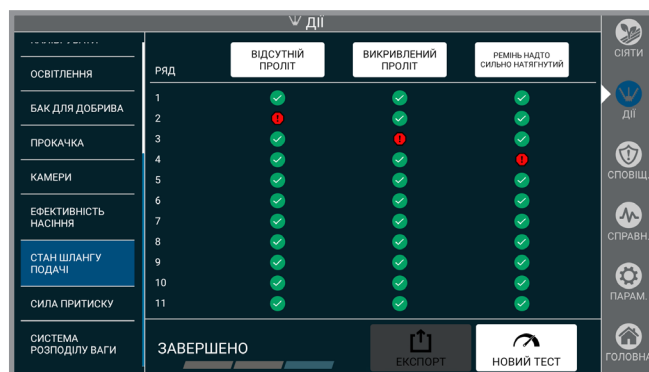 ДІЇ
ОСВІТЛЕННЯ
БАК ДЛЯ ДОБРИВА
ПРОКАЧКА
КАМЕРИ
ЕФЕКТИВНІСТЬ
НАСІННЯ
СТАН ШЛАНГУ
ПОДАЧІ
СИЛА ПРИТИСКУ
СИСТЕМА
РОЗПОДІЛУ ВАГИ
РЯД
ВІДСУТНІЙ
ПРОЛІТ
ВИКРИВЛЕНИЙ
ПРОЛІТ
РЕМІНЬ НАДТО
СИЛЬНО НАТЯГНУТИЙ
1
2
3
4
5
6
7
8
9
10
11
ЗАВЕРШЕНО
ЕКСПОРТ
НОВИЙ ТЕСТ
СІЯТИ
ДІЇ
СПОВІЩ.
СПРАВН.
ПАРАМ.
ГОЛОВНА